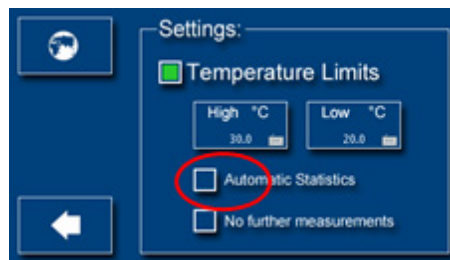 Settings:
Temperature Limits
High °C Low °C
30.0 20.0
Automatic Statistics
No further measurements